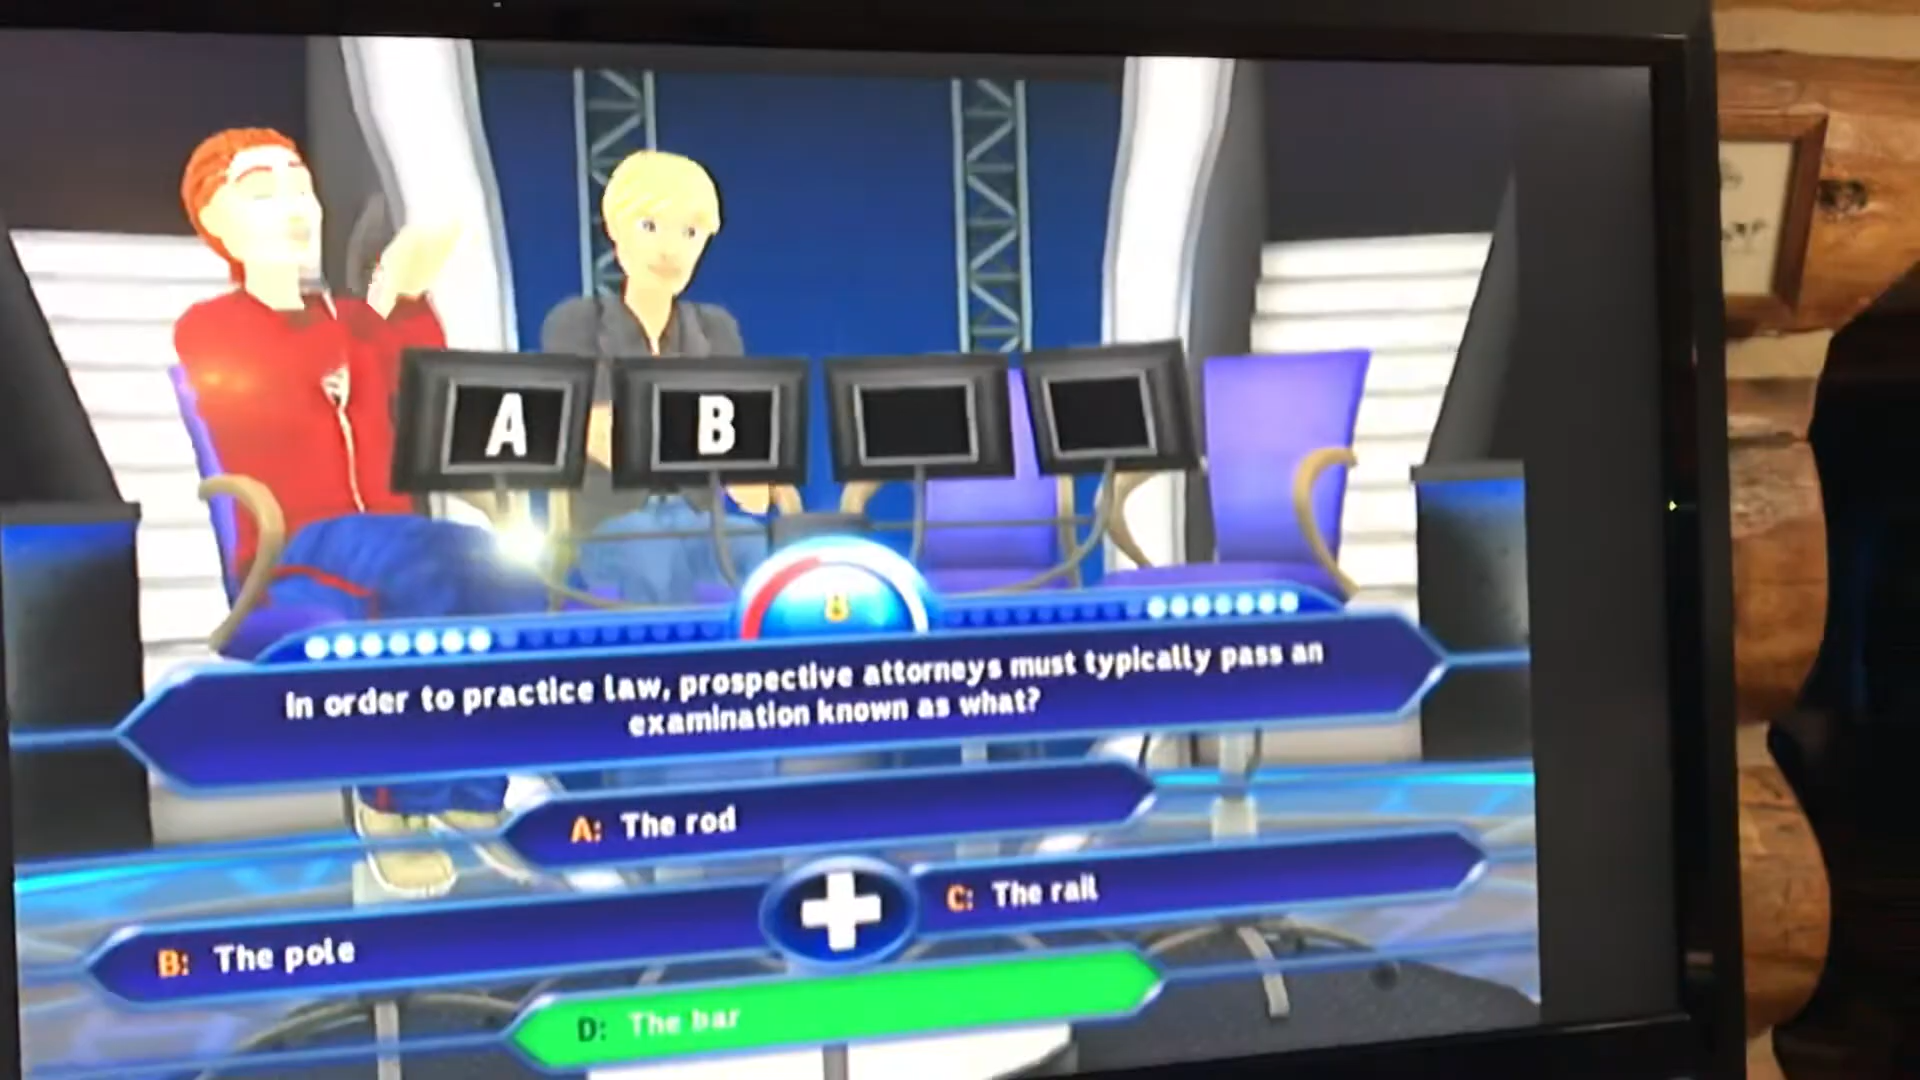 A
B
8
In order to practice law, prospective attorneys must typically pass an
examination known as what?
A: The rod
B: The pole
C: The rail
D: The bar